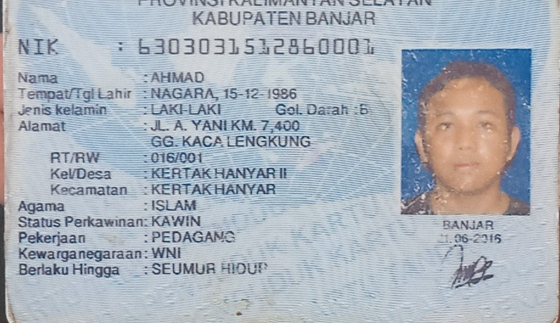 PROVINSI KALIMANTAN SELATAN
KABUPATEN BANJAR
NIK : 6303031512860001
Nama : AHMAD
Tempat/Tgl Lahir : NAGARA, 15-12-1986
Jenis kelamin : LAKI-LAKI Gol. Darah : B
Alamat : JL. A. YANI KM. 7,400
GG. KACA LENGKUNG
RT/RW : 016/001
Kel/Desa : KERTAK HANYAR II
Kecamatan : KERTAK HANYAR
Agama : ISLAM
Status Perkawinan: KAWIN
Pekerjaan : PEDAGANG
Kewarganegaraan: WNI
Berlaku Hingga : SEUMUR HIDUP
BANJAR
21-06-2016